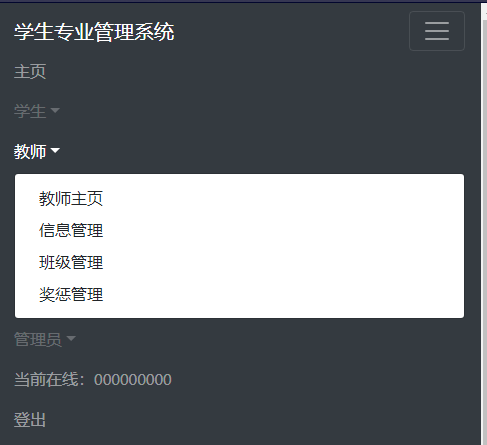 学生专业管理系统
主页
学生
教师
教师主页
信息管理
班级管理
奖惩管理
管理员
当前在线：000000000
登出